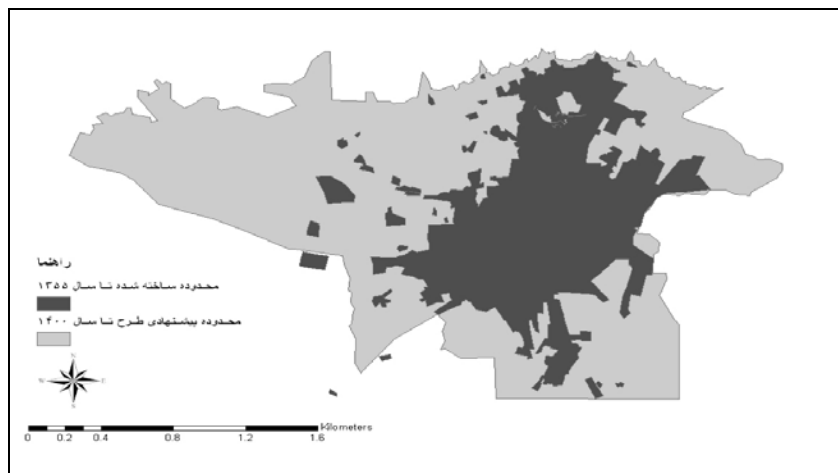 راهنما
محدوده ساخته شده تا سال ۱۳۵۵
محدوده پیشنهادی طرح تا سال ۱۴۰۰
N
W E
S
Kilometers
0 0.2 0.4 0.8 1.2 1.6